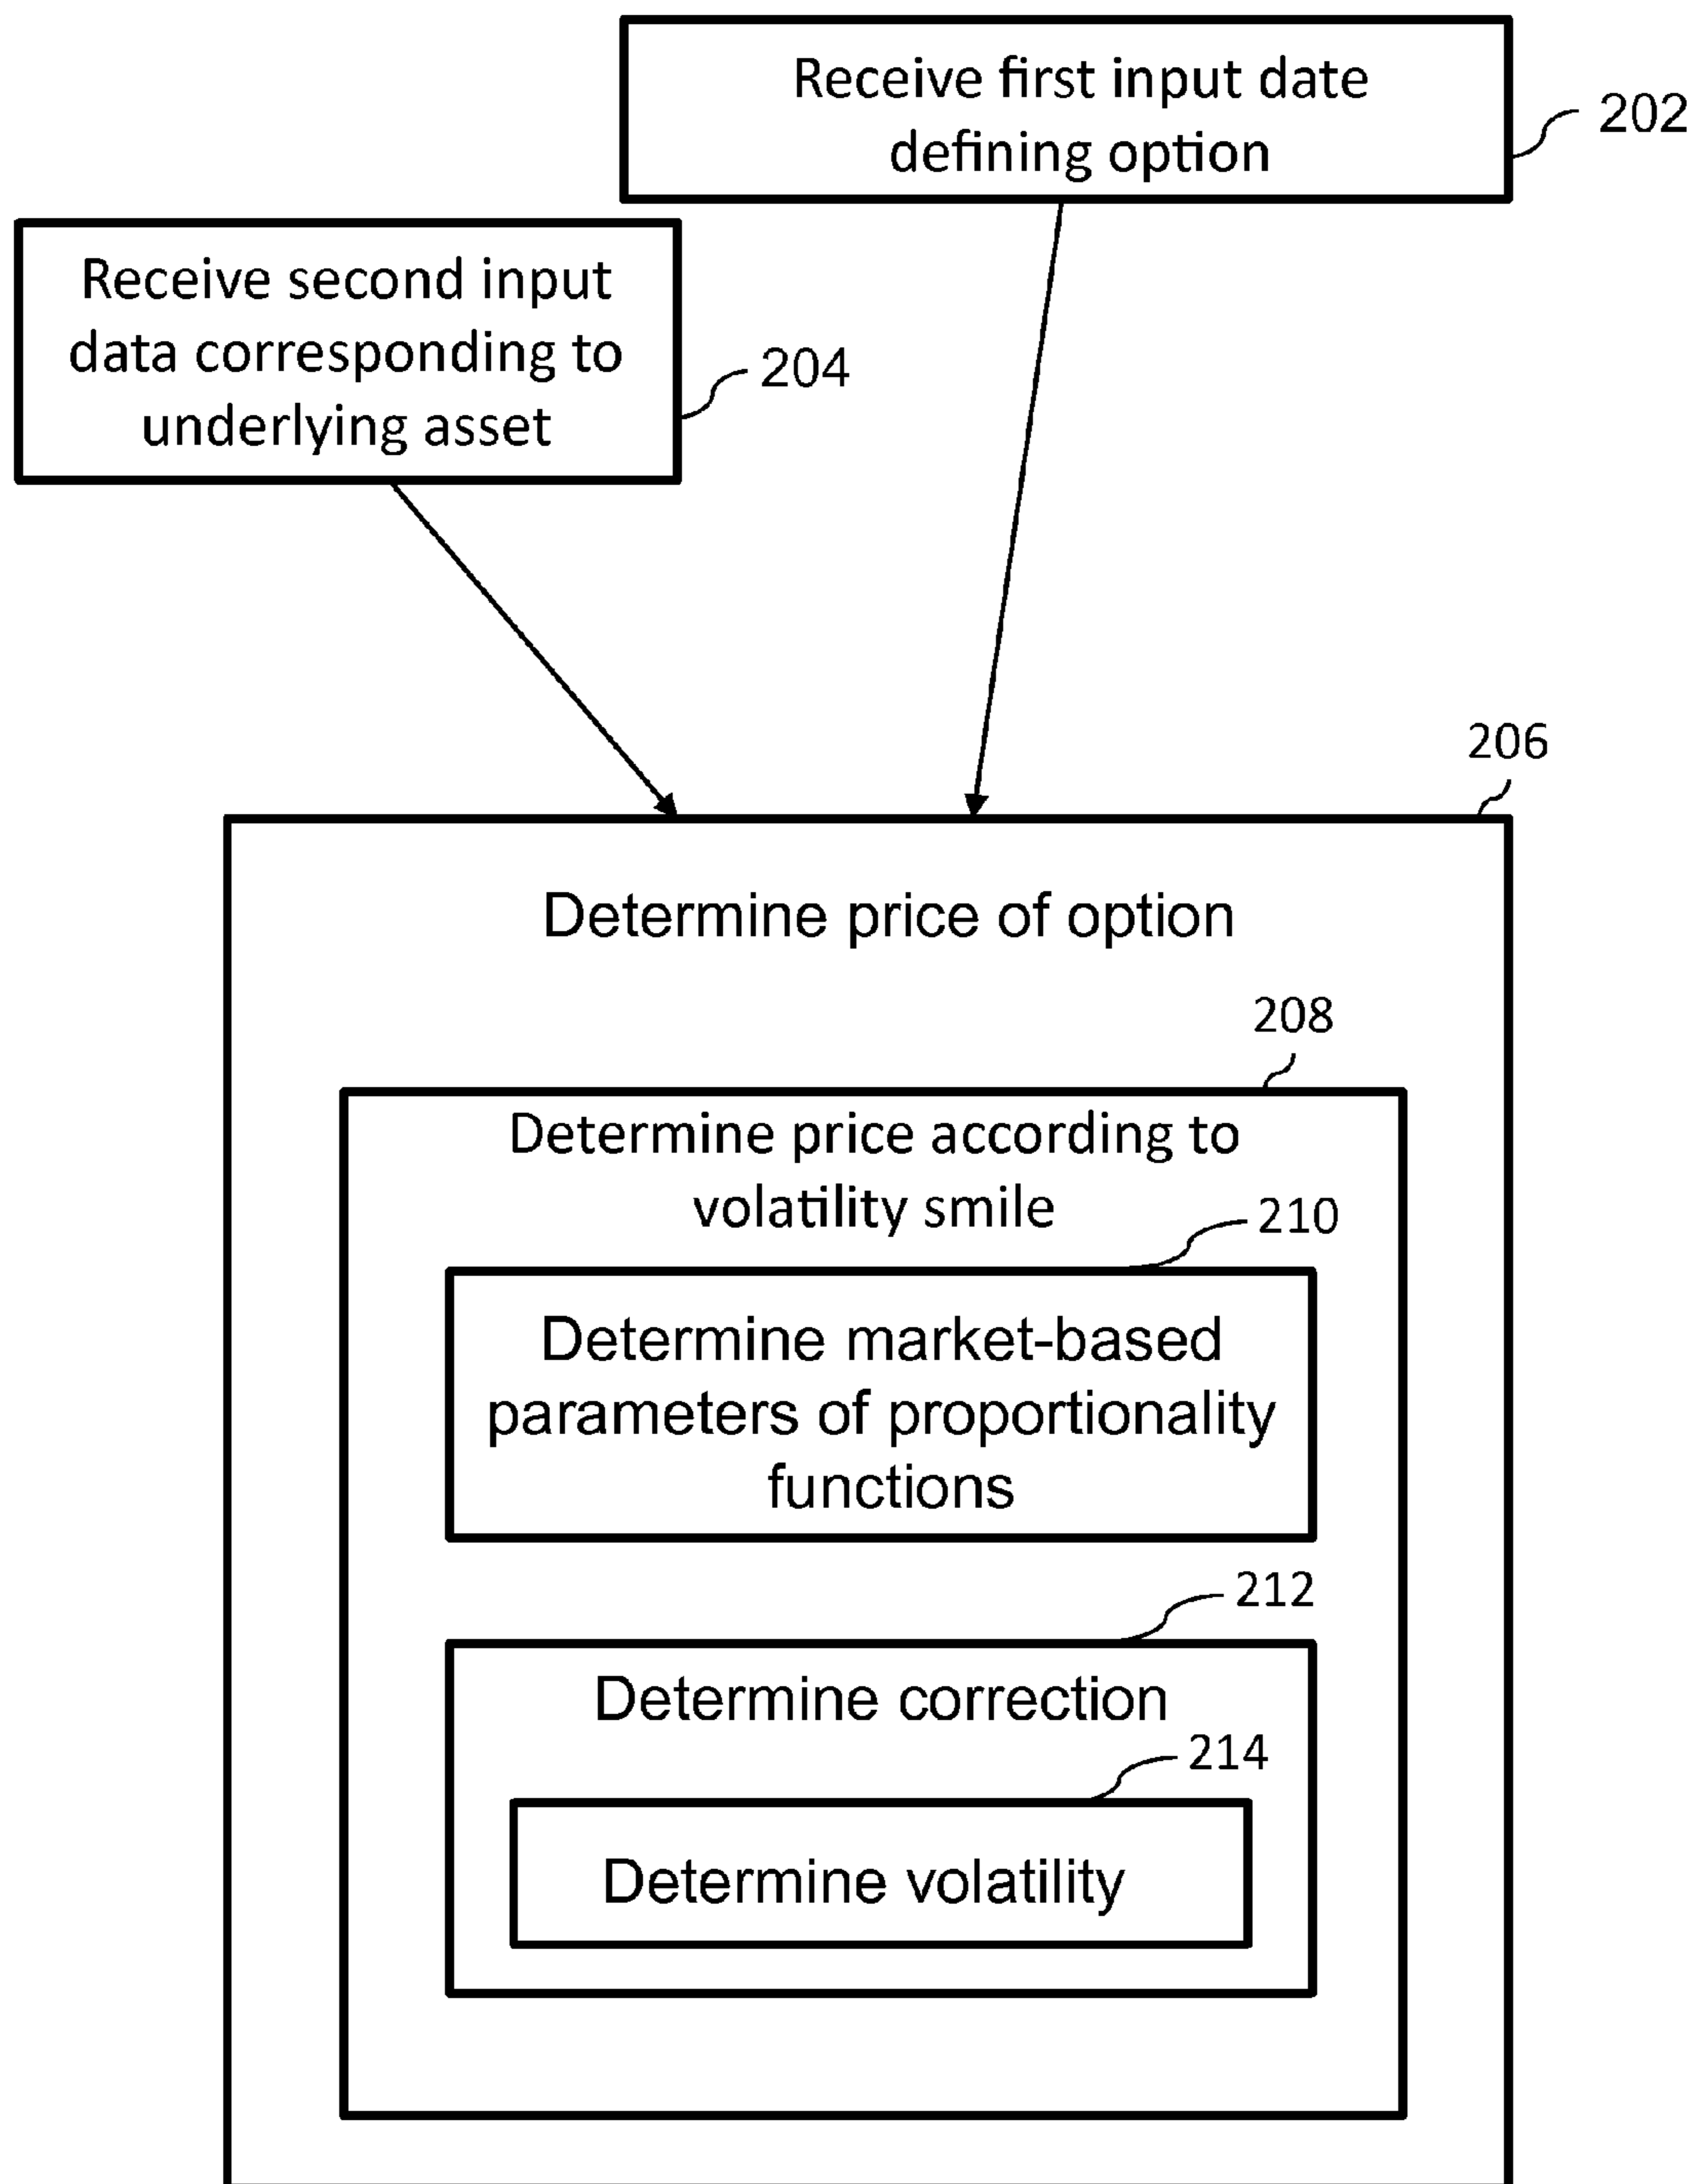 Receive first input date
defining option
202
Receive second input
data corresponding to
underlying asset
204
206
Determine price of option
208
Determine price according to
volatility smile
210
Determine market-based
parameters of proportionality
functions
212
Determine correction
214
Determine volatility